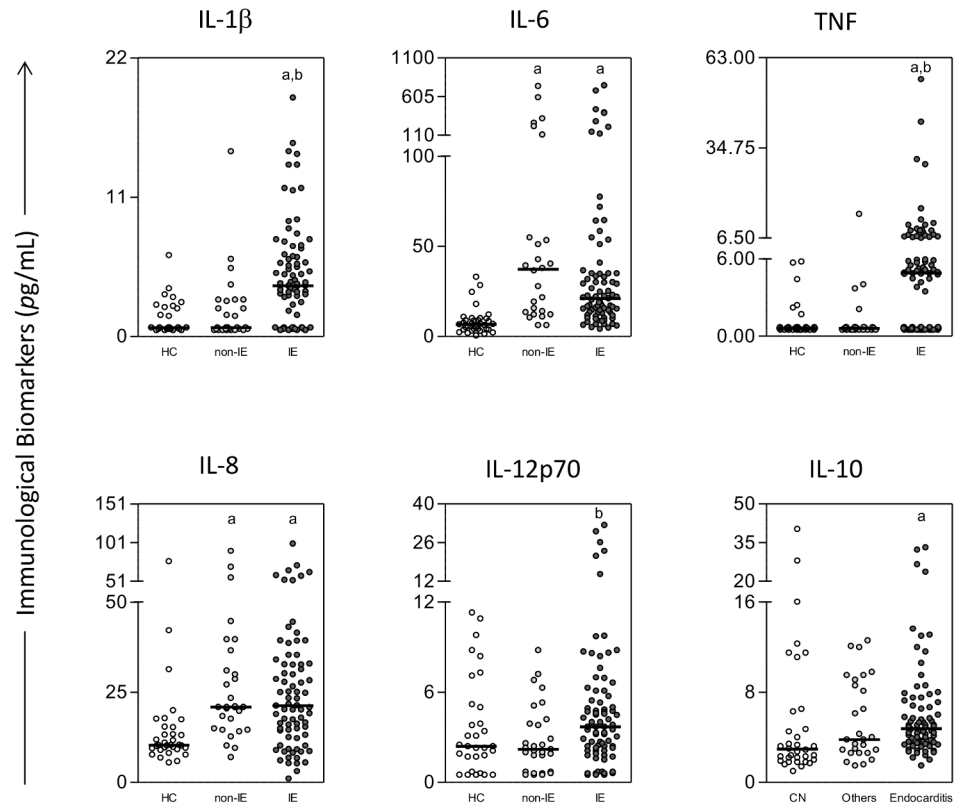 IL-1β
IL-6
TNF
Immunological Biomarkers (pg/mL)
22
11
0
a,b
HC
non-IE
IE
1100
605
110
100
50
0
a
a
HC
non-IE
IE
63.00
34.75
6.50
6.00
0.00
a,b
HC
non-IE
IE
IL-8
IL-12p70
IL-10
151
101
51
50
25
0
a
a
HC
non-IE
IE
40
26
12
12
6
0
b
HC
non-IE
IE
50
35
20
16
8
0
a
CN
Others
Endocarditis